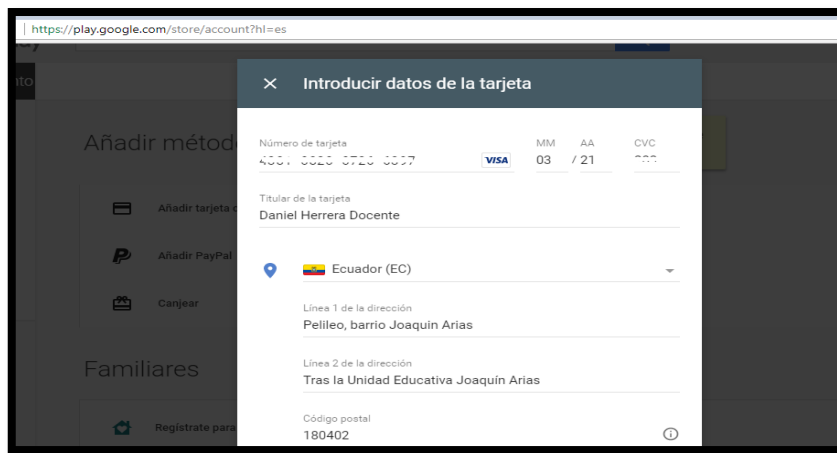 https://play.google.com/store/account?hl=es
Introducir datos de la tarjeta
Añadir método
Número de tarjeta MM AA CVC
VISA 03 / 21
Titular de la tarjeta
Añadir tarjeta
Daniel Herrera Docente
Añadir PayPal
Ecuador (EC)
Canjear
Línea 1 de la dirección
Pelileo, barrio Joaquin Arias
Familiares
Línea 2 de la dirección
Tras la Unidad Educativa Joaquín Arias
Código postal
Regístrate para
180402